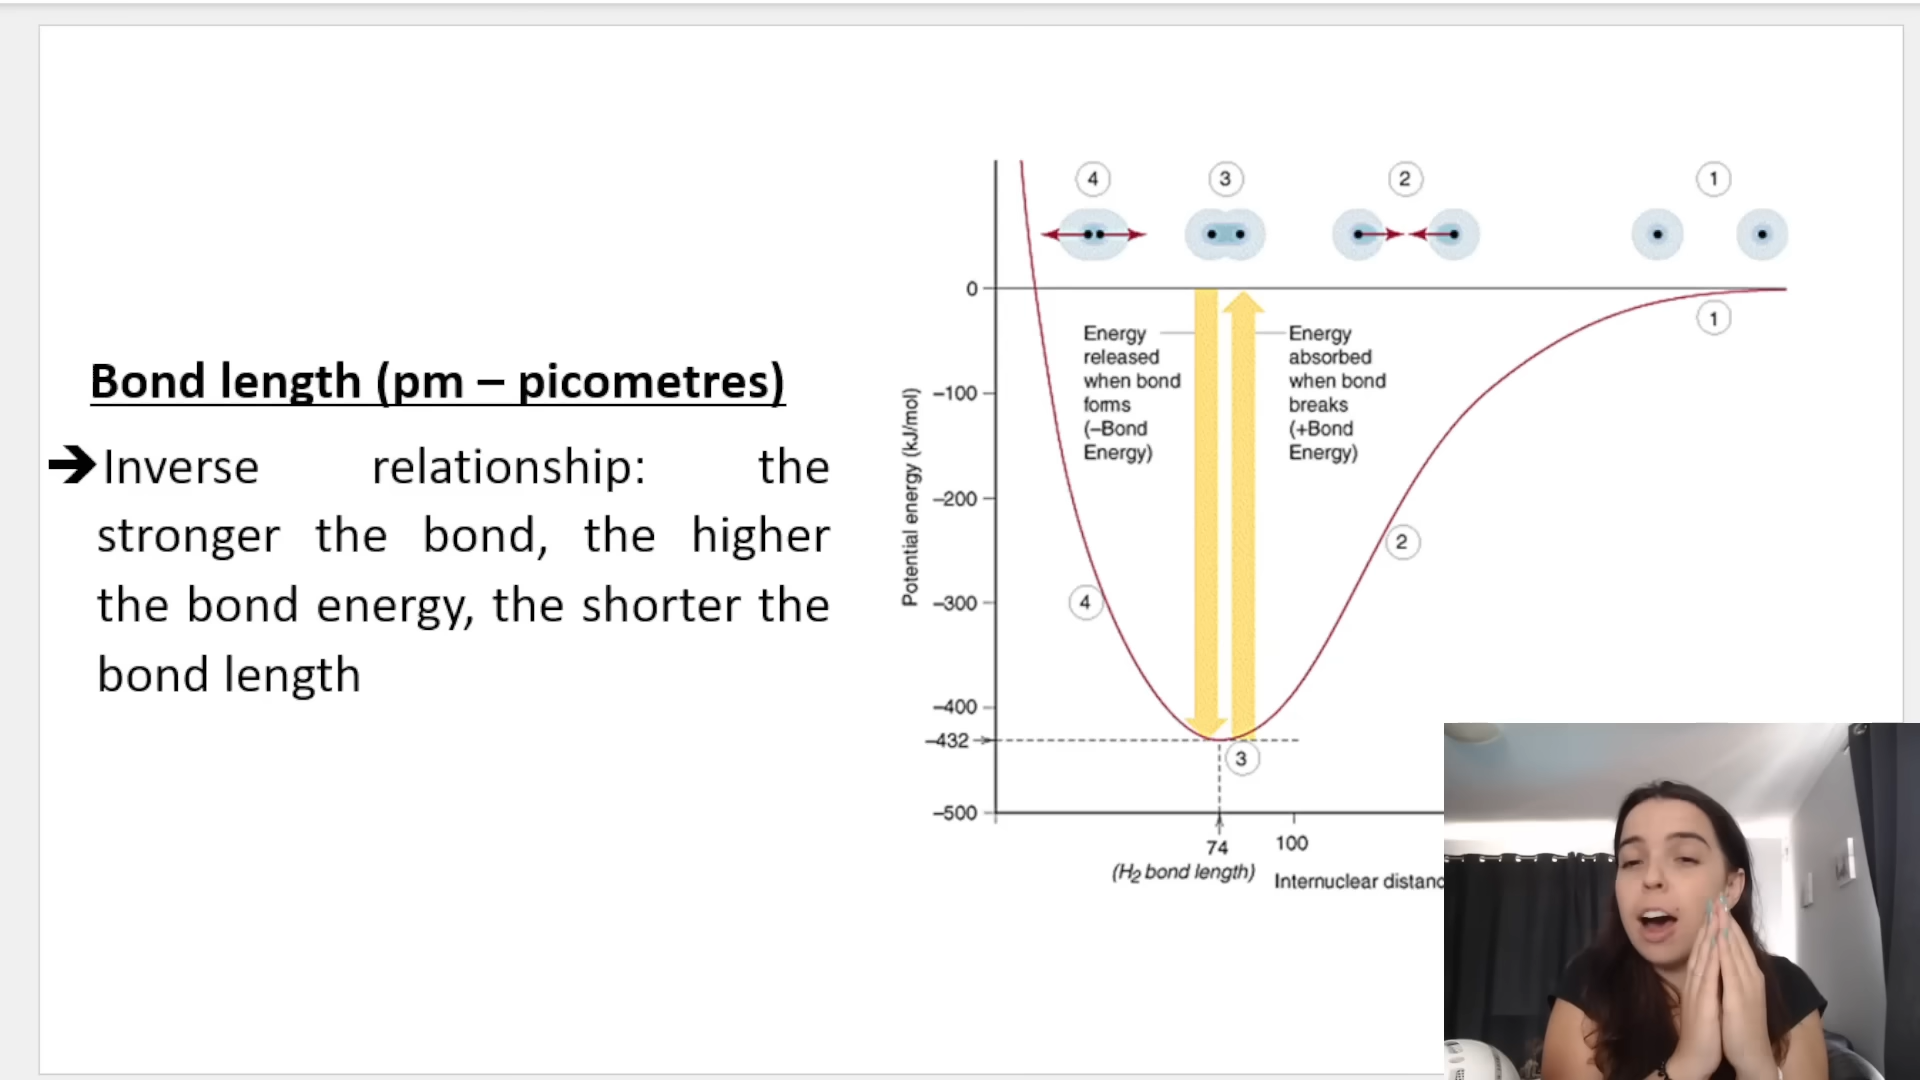 Bond length (pm – picometres)
➔Inverse relationship: the
stronger the bond, the higher
the bond energy, the shorter the
bond length
4
3
2
1
0
1
Energy
released
when bond
forms
(–Bond
Energy)
Energy
absorbed
when bond
breaks
(+Bond
Energy)
Potential energy (kJ/mol)
–100
–200
2
–300
4
–400
–432
3
–500
74
100
(H₂ bond length)
Internuclear distanc